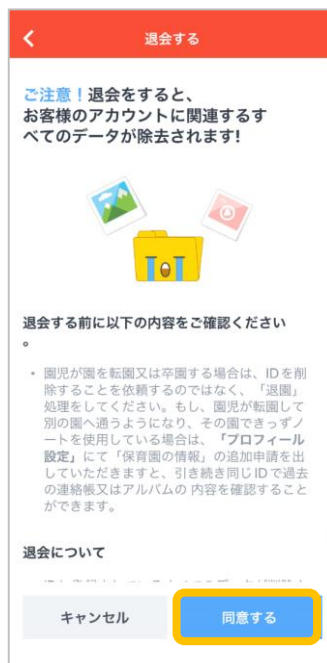 退会する
ご注意！退会をすると、
お客様のアカウントに関連するす
べてのデータが除去されます!
退会する前に以下の内容をご確認ください
。
• 園児が園を転園又は卒園する場合は、IDを削
除することを依頼するのではなく、「退園」
処理をしてください。もし、園児が転園して
別の園へ通うようになり、その園できっずノ
ートを使用している場合は、「プロフィール
設定」にて「保育園の情報」の追加申請を出
していただきますと、引き続き同じIDで過去
の連絡帳又はアルバムの 内容を確認すること
ができます。
退会について
キャンセル
同意する